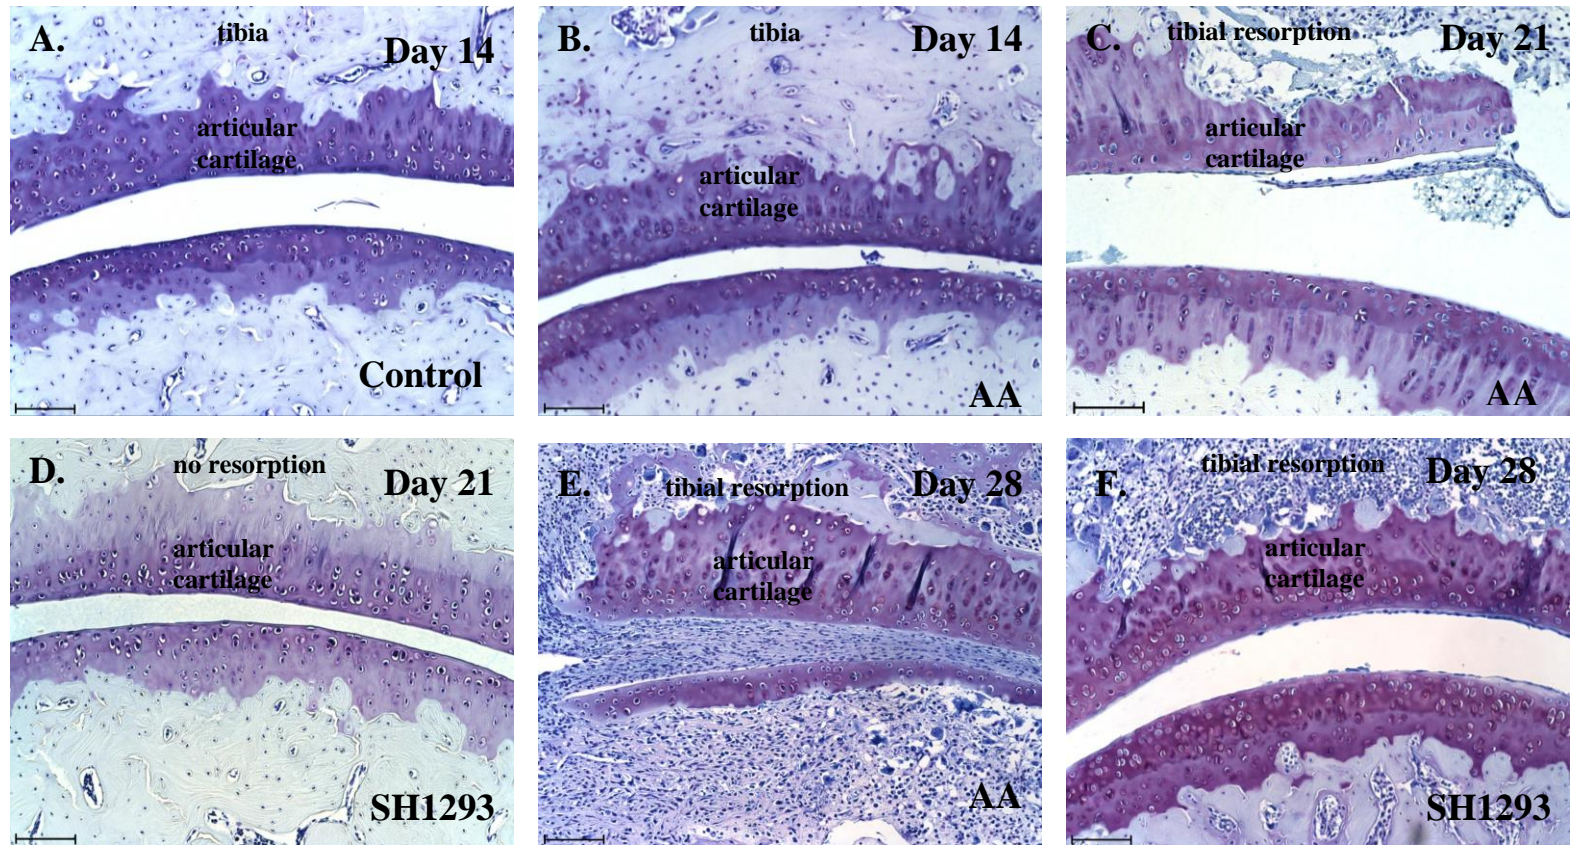 A.
tibia
Day 14
articular
cartilage
Control
B.
tibia
Day 14
articular
cartilage
AA
C.
tibial resorption
Day 21
articular
cartilage
AA
D.
no resorption
Day 21
articular
cartilage
SH1293
E.
tibial resorption
Day 28
articular
cartilage
AA
F.
tibial resorption
Day 28
articular
cartilage
SH1293